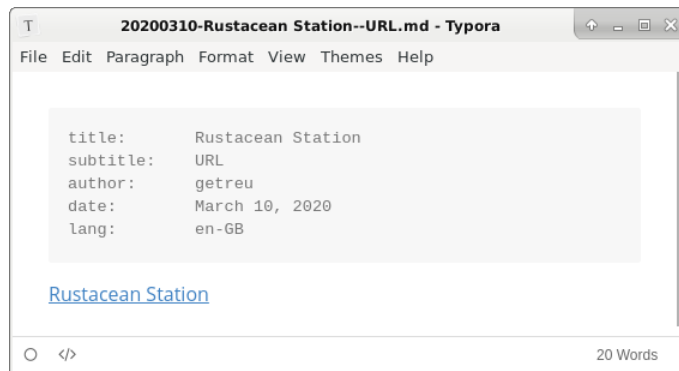 T 20200310-Rustacean Station--URL.md - Typora
File Edit Paragraph Format View Themes Help
title: Rustacean Station
subtitle: URL
author: getreu
date: March 10, 2020
lang: en-GB
Rustacean Station
</> 20 Words